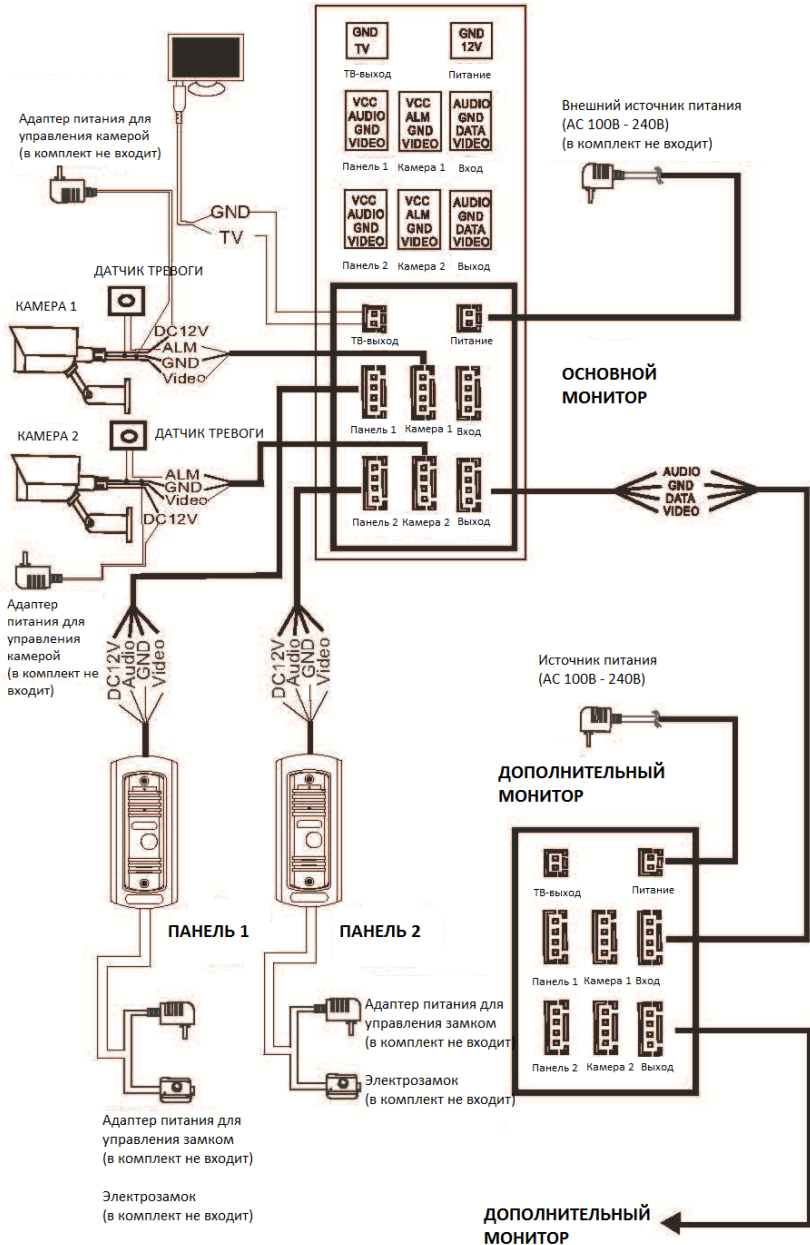 GND
TV
ТВ-выход
GND
12V
Питание
VCC
AUDIO
GND
VIDEO
Панель 1
VCC
ALM
GND
VIDEO
Камера 1
AUDIO
GND
DATA
VIDEO
Вход
VCC
AUDIO
GND
VIDEO
Панель 2
VCC
ALM
GND
VIDEO
Камера 2
AUDIO
GND
DATA
VIDEO
Выход
Адаптер питания для
управления камерой
(в комплект не входит)
Внешний источник питания
(AC 100В - 240В)
(в комплект не входит)
GND
TV
ДАТЧИК ТРЕВОГИ
КАМЕРА 1
DC12V
ALM
GND
Video
ТВ-выход
Питание
Панель 1
Камера 1
Вход
Панель 2
Камера 2
Выход
ОСНОВНОЙ
МОНИТОР
КАМЕРА 2
ДАТЧИК ТРЕВОГИ
ALM
GND
Video
DC12V
AUDIO
GND
DATA
VIDEO
Адаптер
питания для
управления
камерой
(в комплект не
входит)
DC12V
Audio
GND
Video
DC12V
Audio
GND
Video
Источник питания
(AC 100В - 240В)
ДОПОЛНИТЕЛЬНЫЙ
МОНИТОР
ТВ-выход
Питание
Панель 1
Камера 1
Вход
Панель 2
Камера 2
Выход
ПАНЕЛЬ 1
ПАНЕЛЬ 2
Адаптер питания для
управления замком
(в комплект не входит)
Электрозамок
(в комплект не входит)
Адаптер питания для
управления замком
(в комплект не входит)
Электрозамок
(в комплект не входит)
ДОПОЛНИТЕЛЬНЫЙ
МОНИТОР